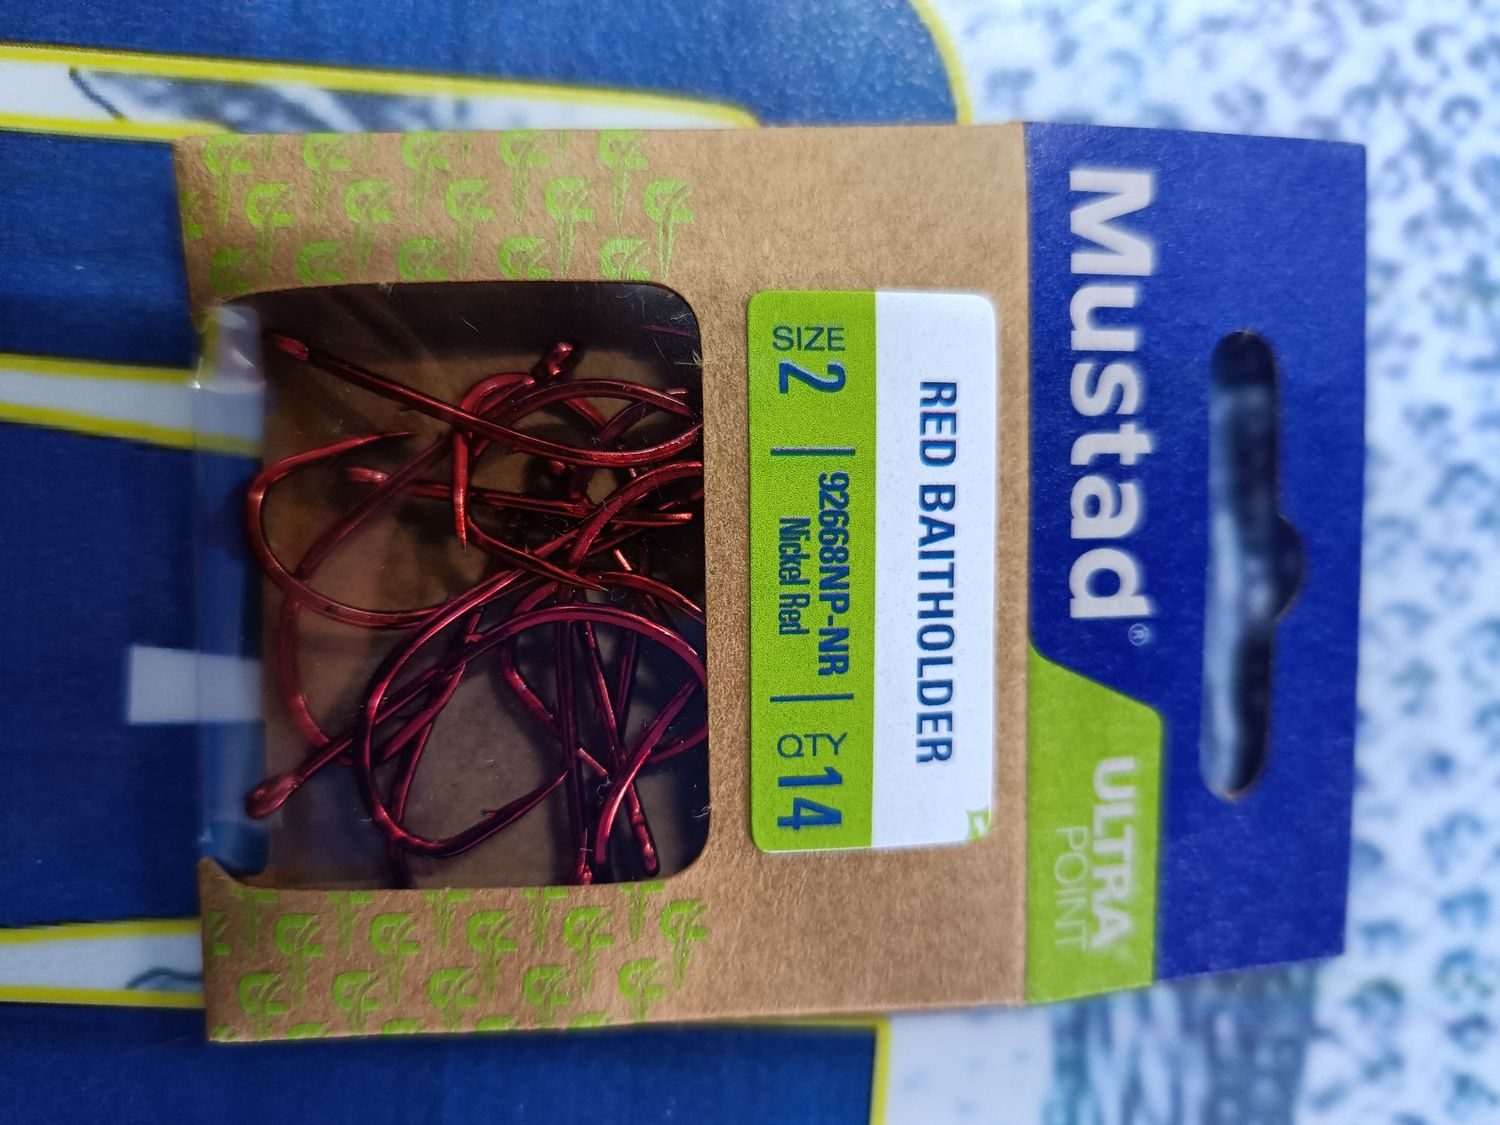 Mustad®
ULTRA
POINT
RED BAITHOLDER
SIZE 2 | 92668NP-NR | QTY 14
Nickel Red